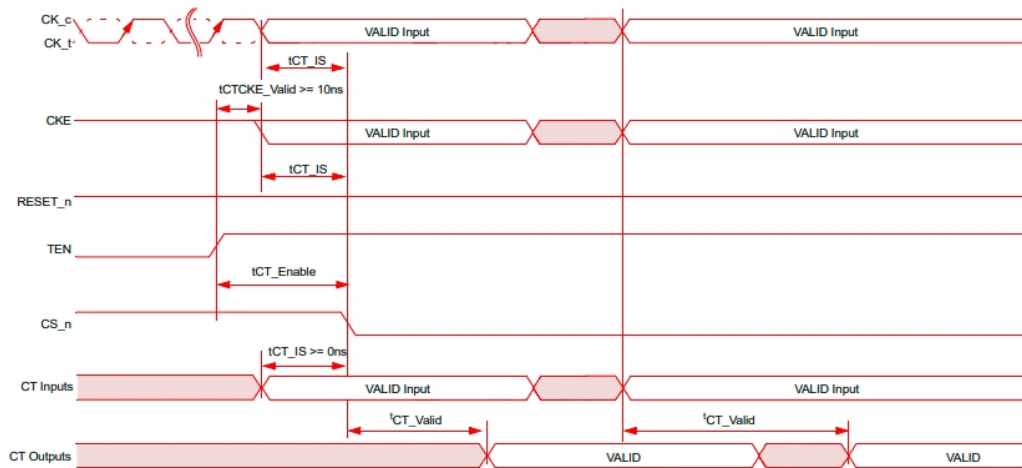 CK_c
CK_t
VALID Input
VALID Input
tCT_IS
tCTCKE_Valid >= 10ns
CKE
VALID Input
VALID Input
tCT_IS
RESET_n
TEN
tCT_Enable
CS_n
tCT_IS >= 0ns
CT Inputs
VALID Input
VALID Input
tCT_Valid
tCT_Valid
CT Outputs
VALID
VALID